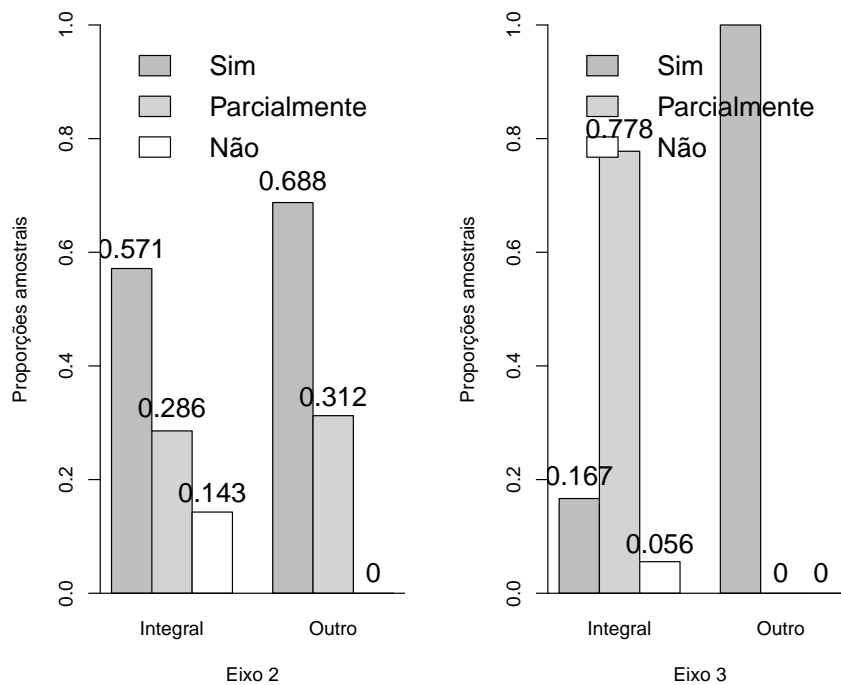 Proporções amostrais
0.0
0.2
0.4
0.6
0.8
1.0
Sim
Parcialmente
Não
0.571
0.286
0.143
0.688
0.312
0
Integral
Outro
Eixo 2
Proporções amostrais
0.0
0.2
0.4
0.6
0.8
1.0
Sim
Parcialmente
Não
0.167
0.778
0.056
0
0
Integral
Outro
Eixo 3